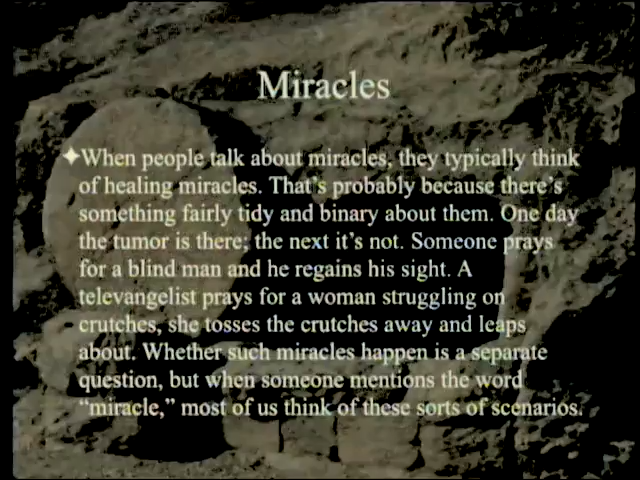 Miracles
✦When people talk about miracles, they typically think
of healing miracles. That's probably because there's
something fairly tidy and binary about them. One day
the tumor is there; the next it's not. Someone prays
for a blind man and he regains his sight. A
televangelist prays for a woman struggling on
crutches, she tosses the crutches away and leaps
about. Whether such miracles happen is a separate
question, but when someone mentions the word
“miracle,” most of us think of these sorts of scenarios.